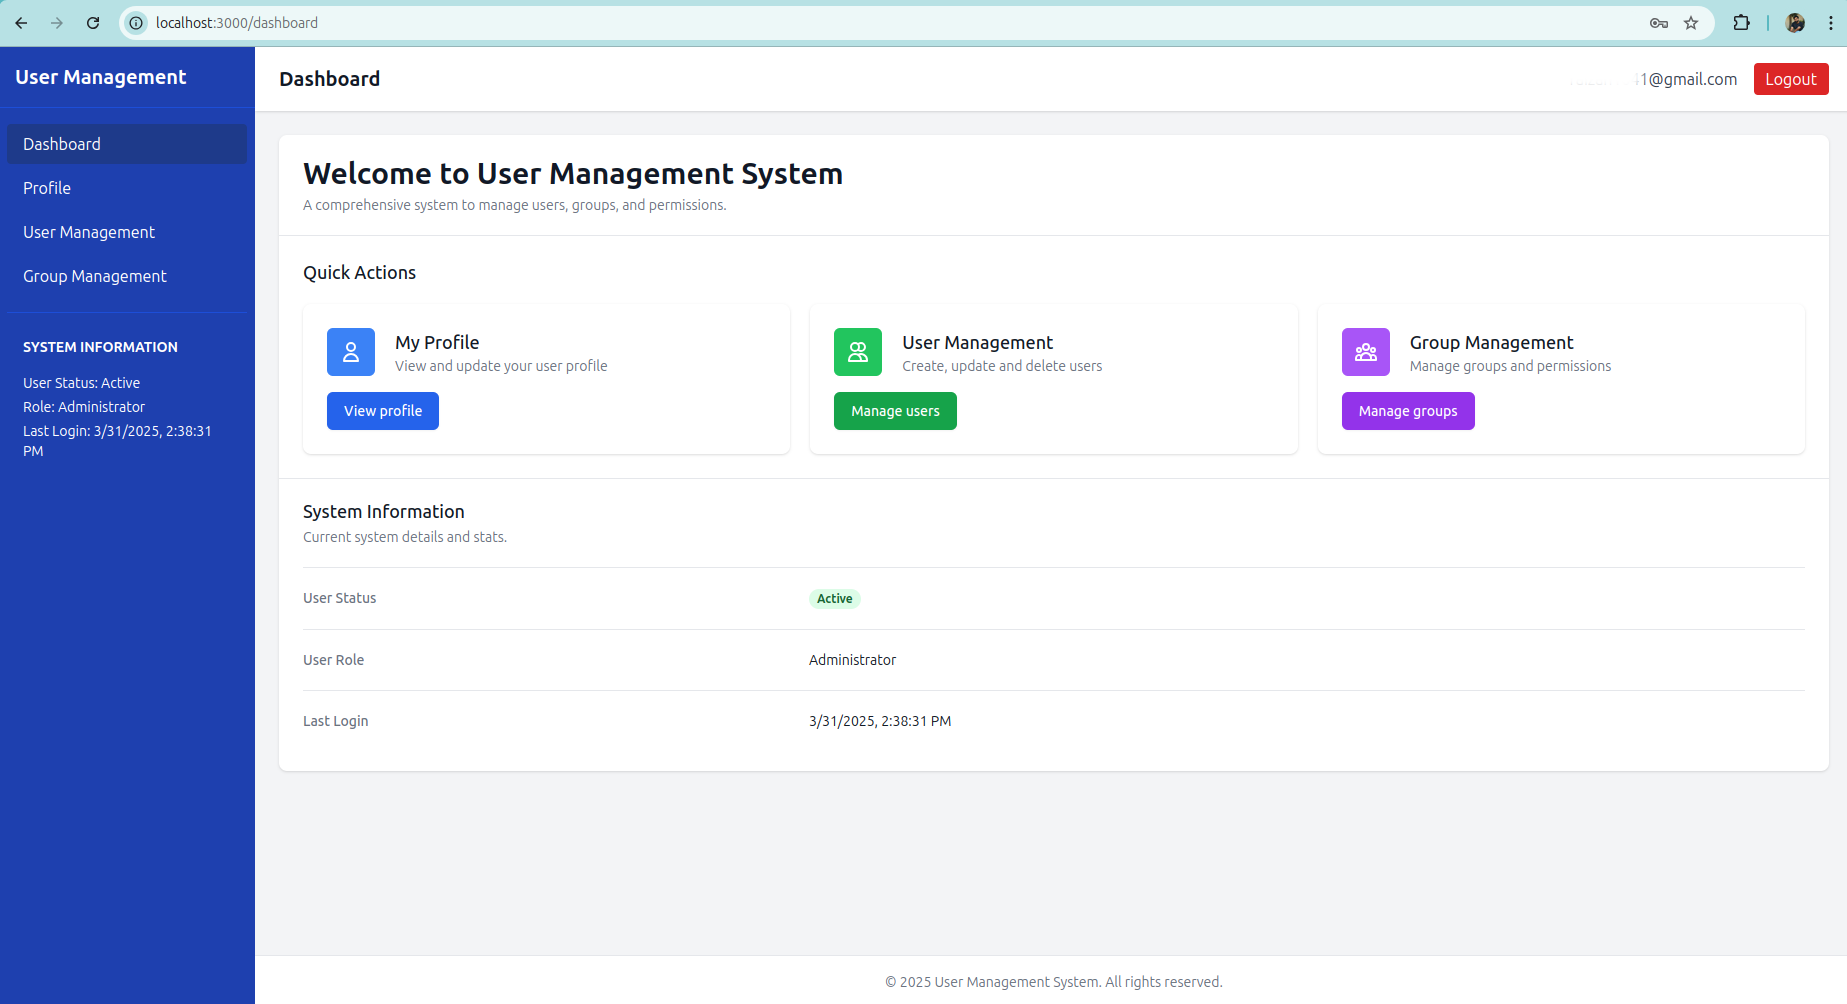 localhost:3000/dashboard
User Management
Dashboard
Profile
User Management
Group Management
SYSTEM INFORMATION
User Status: Active
Role: Administrator
Last Login: 3/31/2025, 2:38:31
PM
Dashboard
1@gmail.com
Logout
Welcome to User Management System
A comprehensive system to manage users, groups, and permissions.
Quick Actions
My Profile
View and update your user profile
View profile
User Management
Create, update and delete users
Manage users
Group Management
Manage groups and permissions
Manage groups
System Information
Current system details and stats.
User Status
Active
User Role
Administrator
Last Login
3/31/2025, 2:38:31 PM
© 2025 User Management System. All rights reserved.